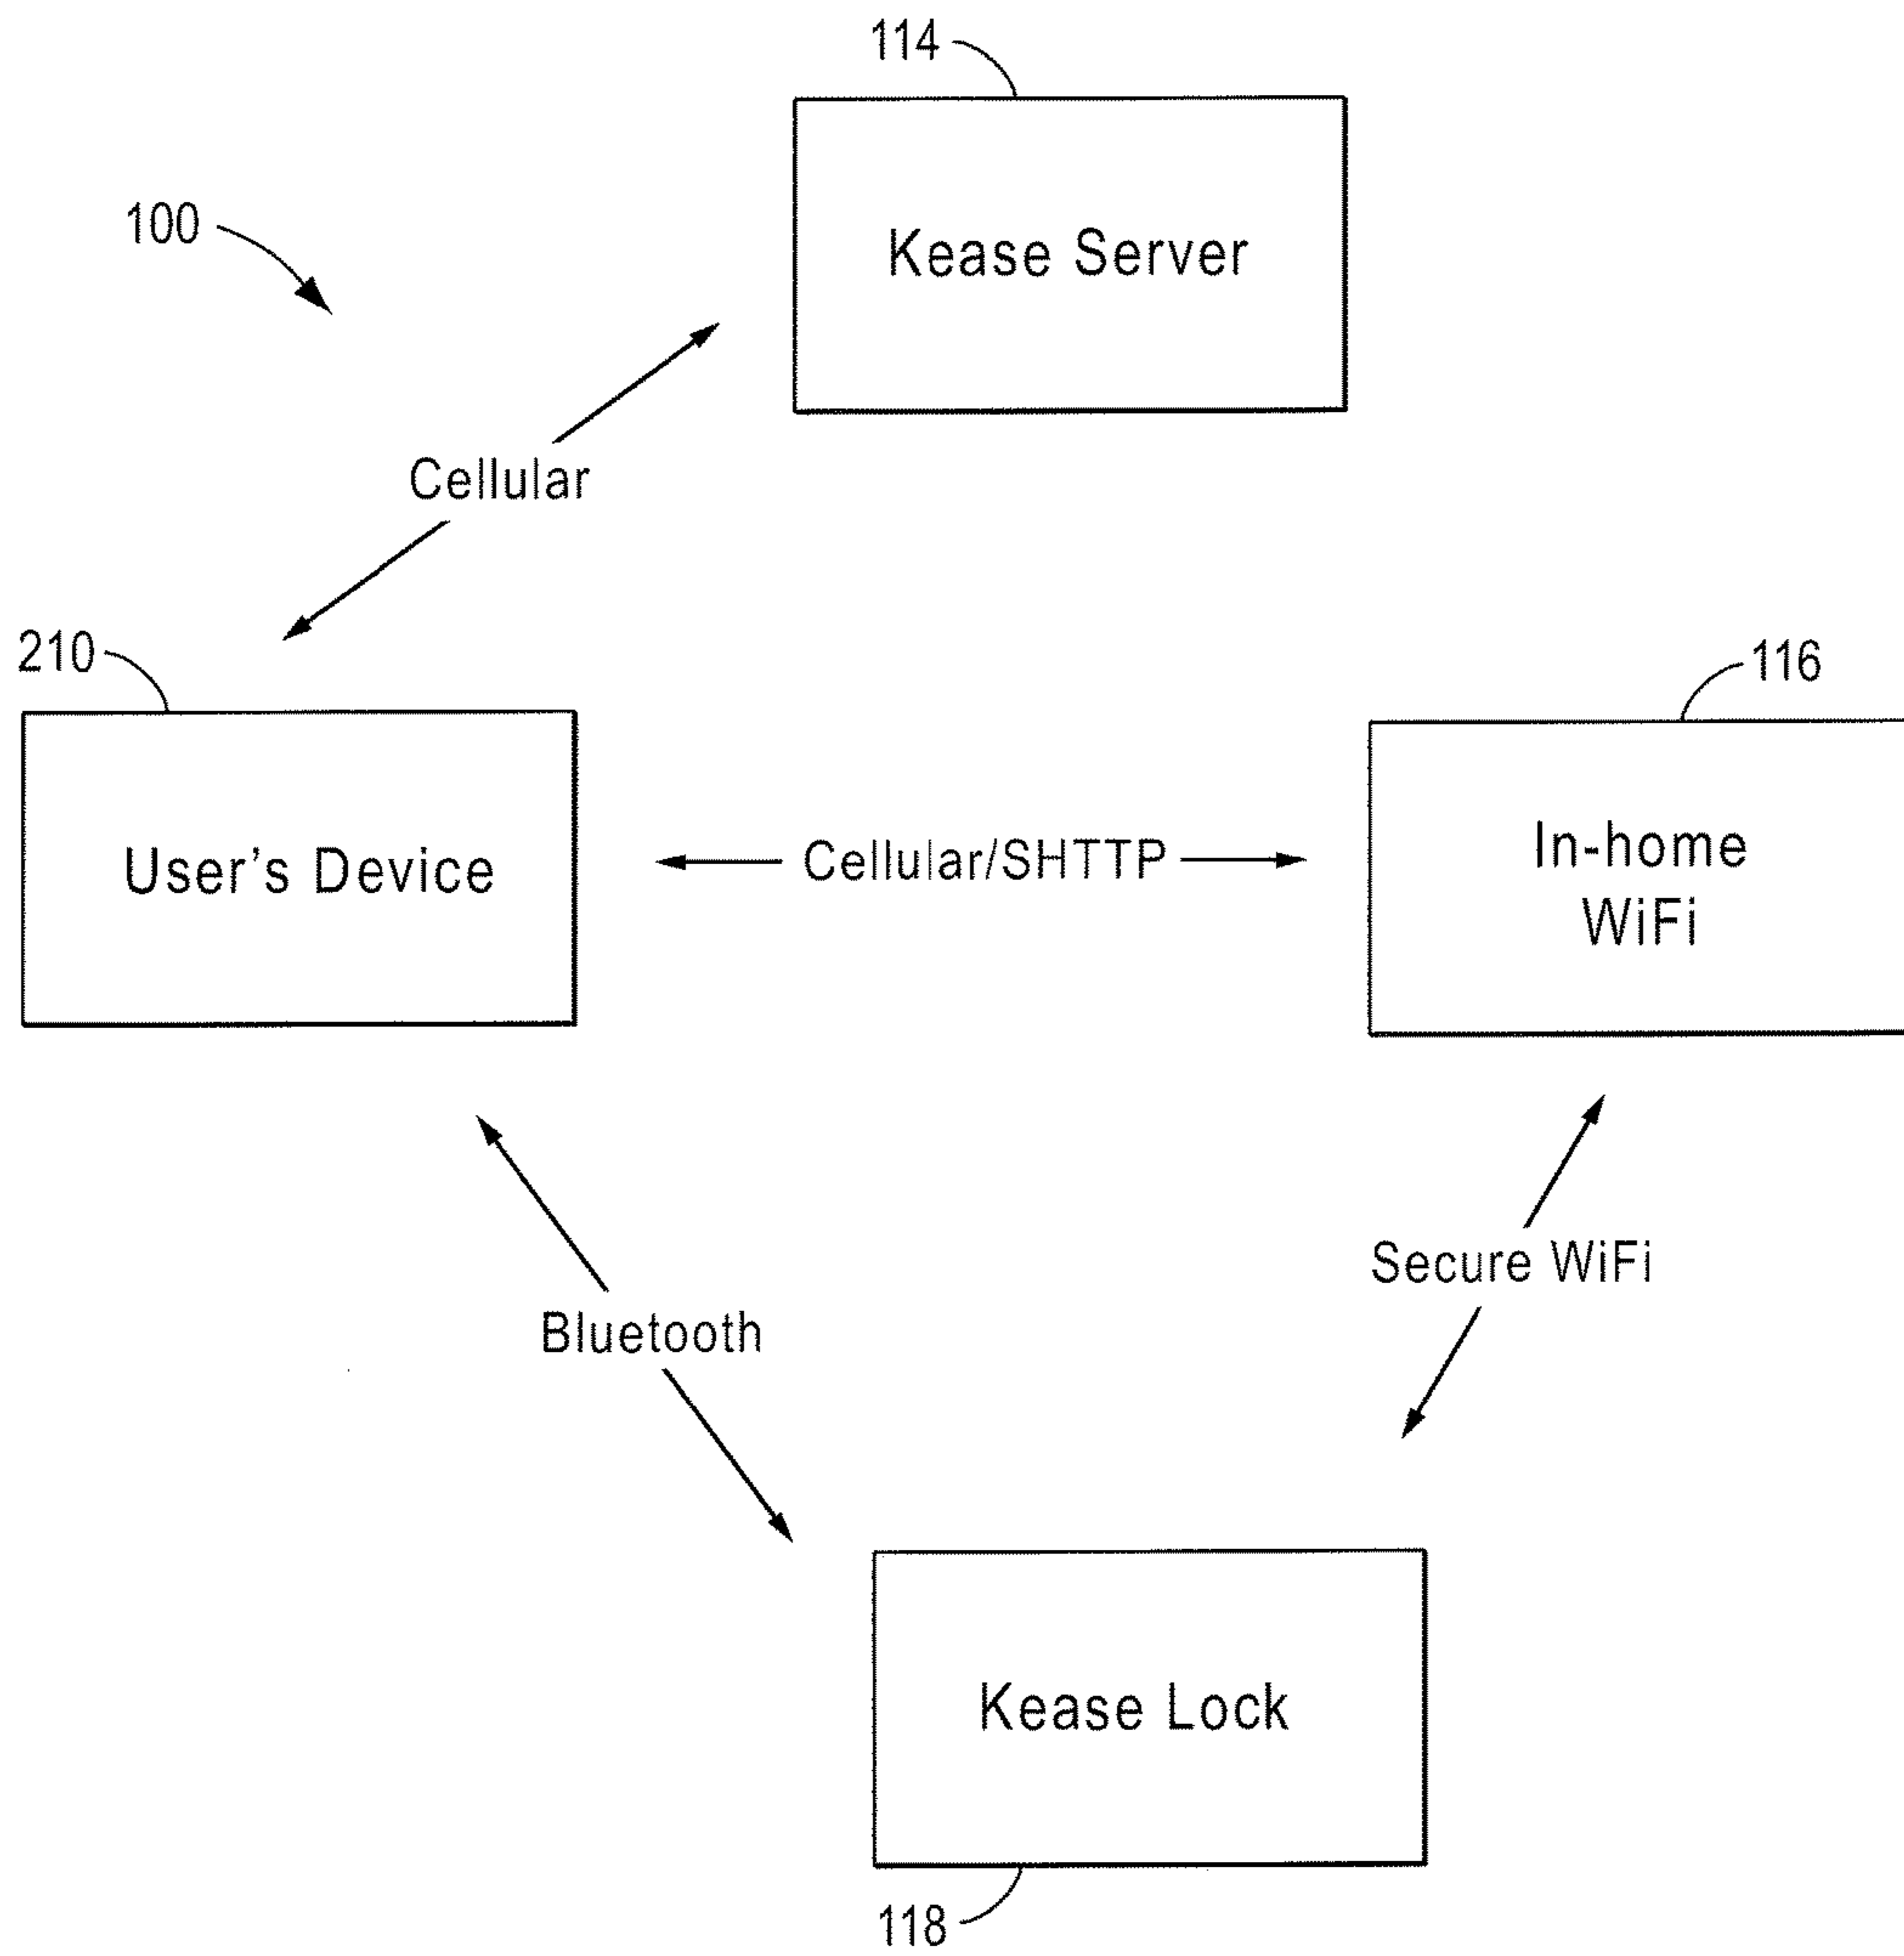 114
100
Kease Server
Cellular
210
116
User's Device
Cellular/SHTTP
In-home
WiFi
Secure WiFi
Bluetooth
Kease Lock
118